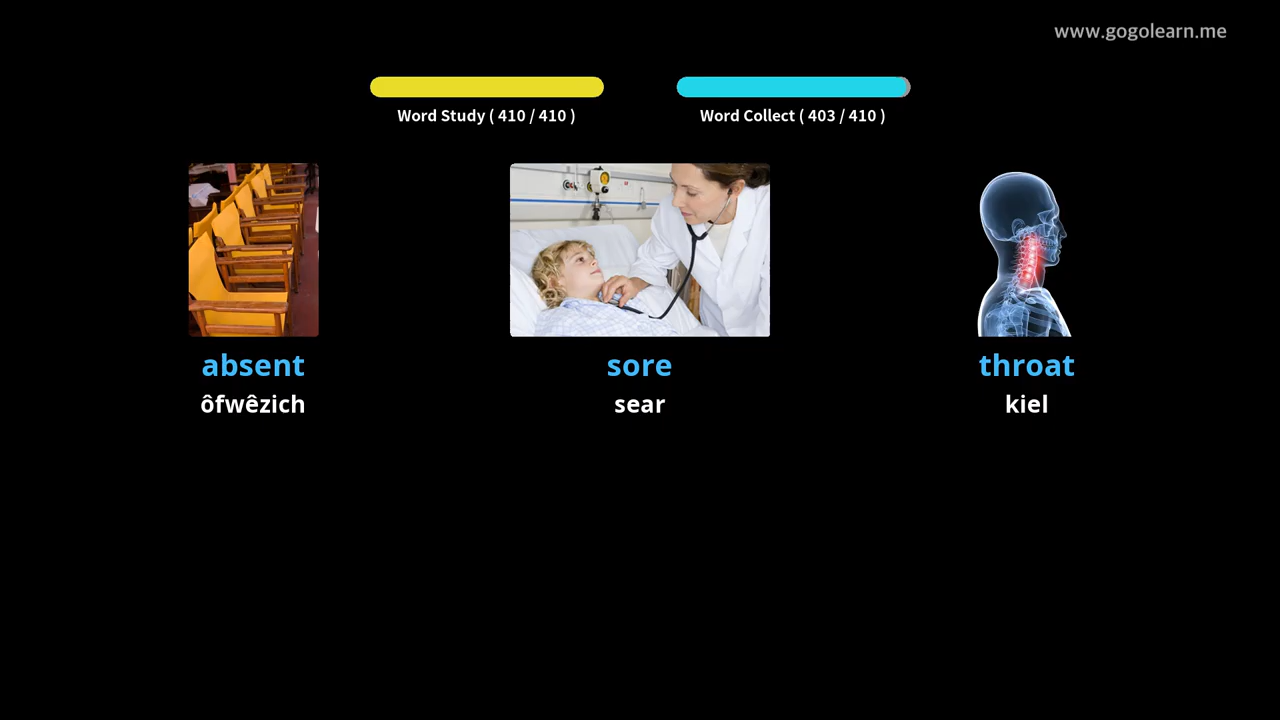 www.gogolearn.me
Word Study ( 410 / 410 )
Word Collect ( 403 / 410 )
absent
sore
throat
ôfwêzich
sear
kiel